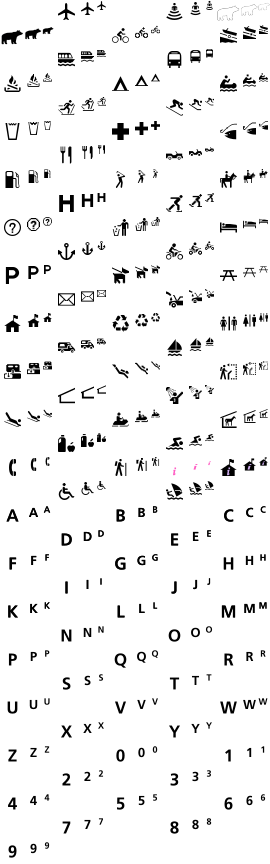 H H H
? ? ?
P P P
i i i
A A A B B B C C C
D D D E E E
F F F G G G H H H
I I I J J J
K K K L L L M M M
N N N O O O
P P P Q Q Q R R R
S S S T T T
U U U V V V W W W
X X X Y Y Y
Z Z Z 0 0 0 1 1 1
2 2 2 3 3 3
4 4 4 5 5 5 6 6 6
7 7 7 8 8 8
9 9 9